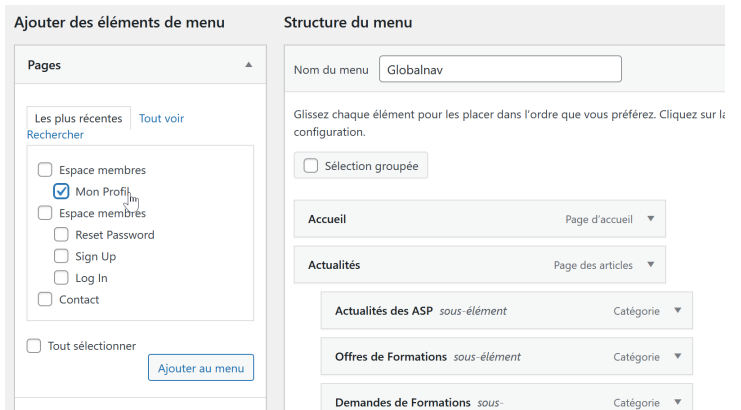 Ajouter des éléments de menu
Structure du menu
Pages
Nom du menu
Globalnav
Les plus récentes
Tout voir
Rechercher
Glissez chaque élément pour les placer dans l'ordre que vous préférez. Cliquez sur la
configuration.
Sélection groupée
Espace membres
Mon Profil
Espace membres
Reset Password
Sign Up
Log In
Contact
Tout sélectionner
Ajouter au menu
Accueil Page d'accueil
Actualités Page des articles
Actualités des ASP sous-élément Catégorie
Offres de Formations sous-élément Catégorie
Demandes de Formations sous- Catégorie